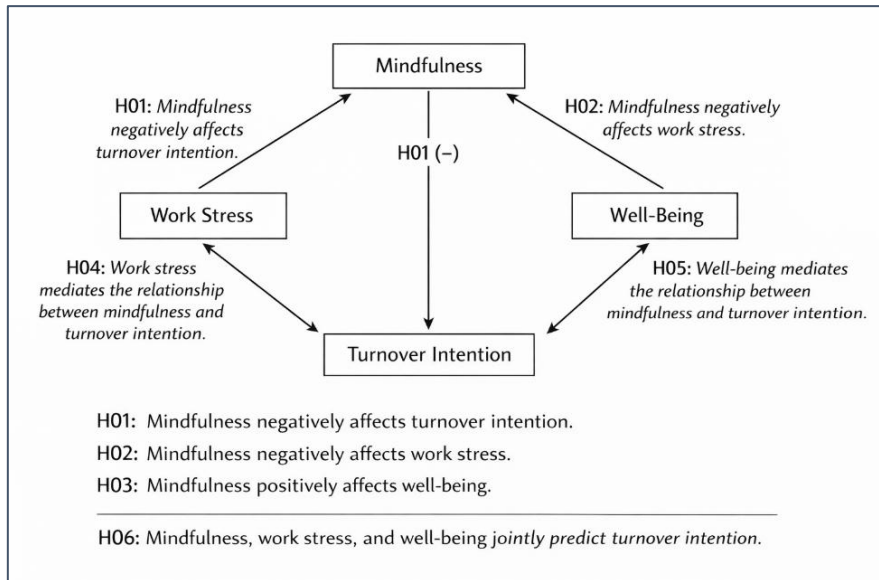 Mindfulness
H01: Mindfulness
negatively affects
turnover intention.
H02: Mindfulness negatively
affects work stress.
H01 (–)
Work Stress
Well-Being
H04: Work stress
mediates the relationship
between mindfulness and
turnover intention.
H05: Well-being mediates
the relationship between
mindfulness and turnover intention.
Turnover Intention
H01: Mindfulness negatively affects turnover intention.
H02: Mindfulness negatively affects work stress.
H03: Mindfulness positively affects well-being.
H06: Mindfulness, work stress, and well-being jointly predict turnover intention.